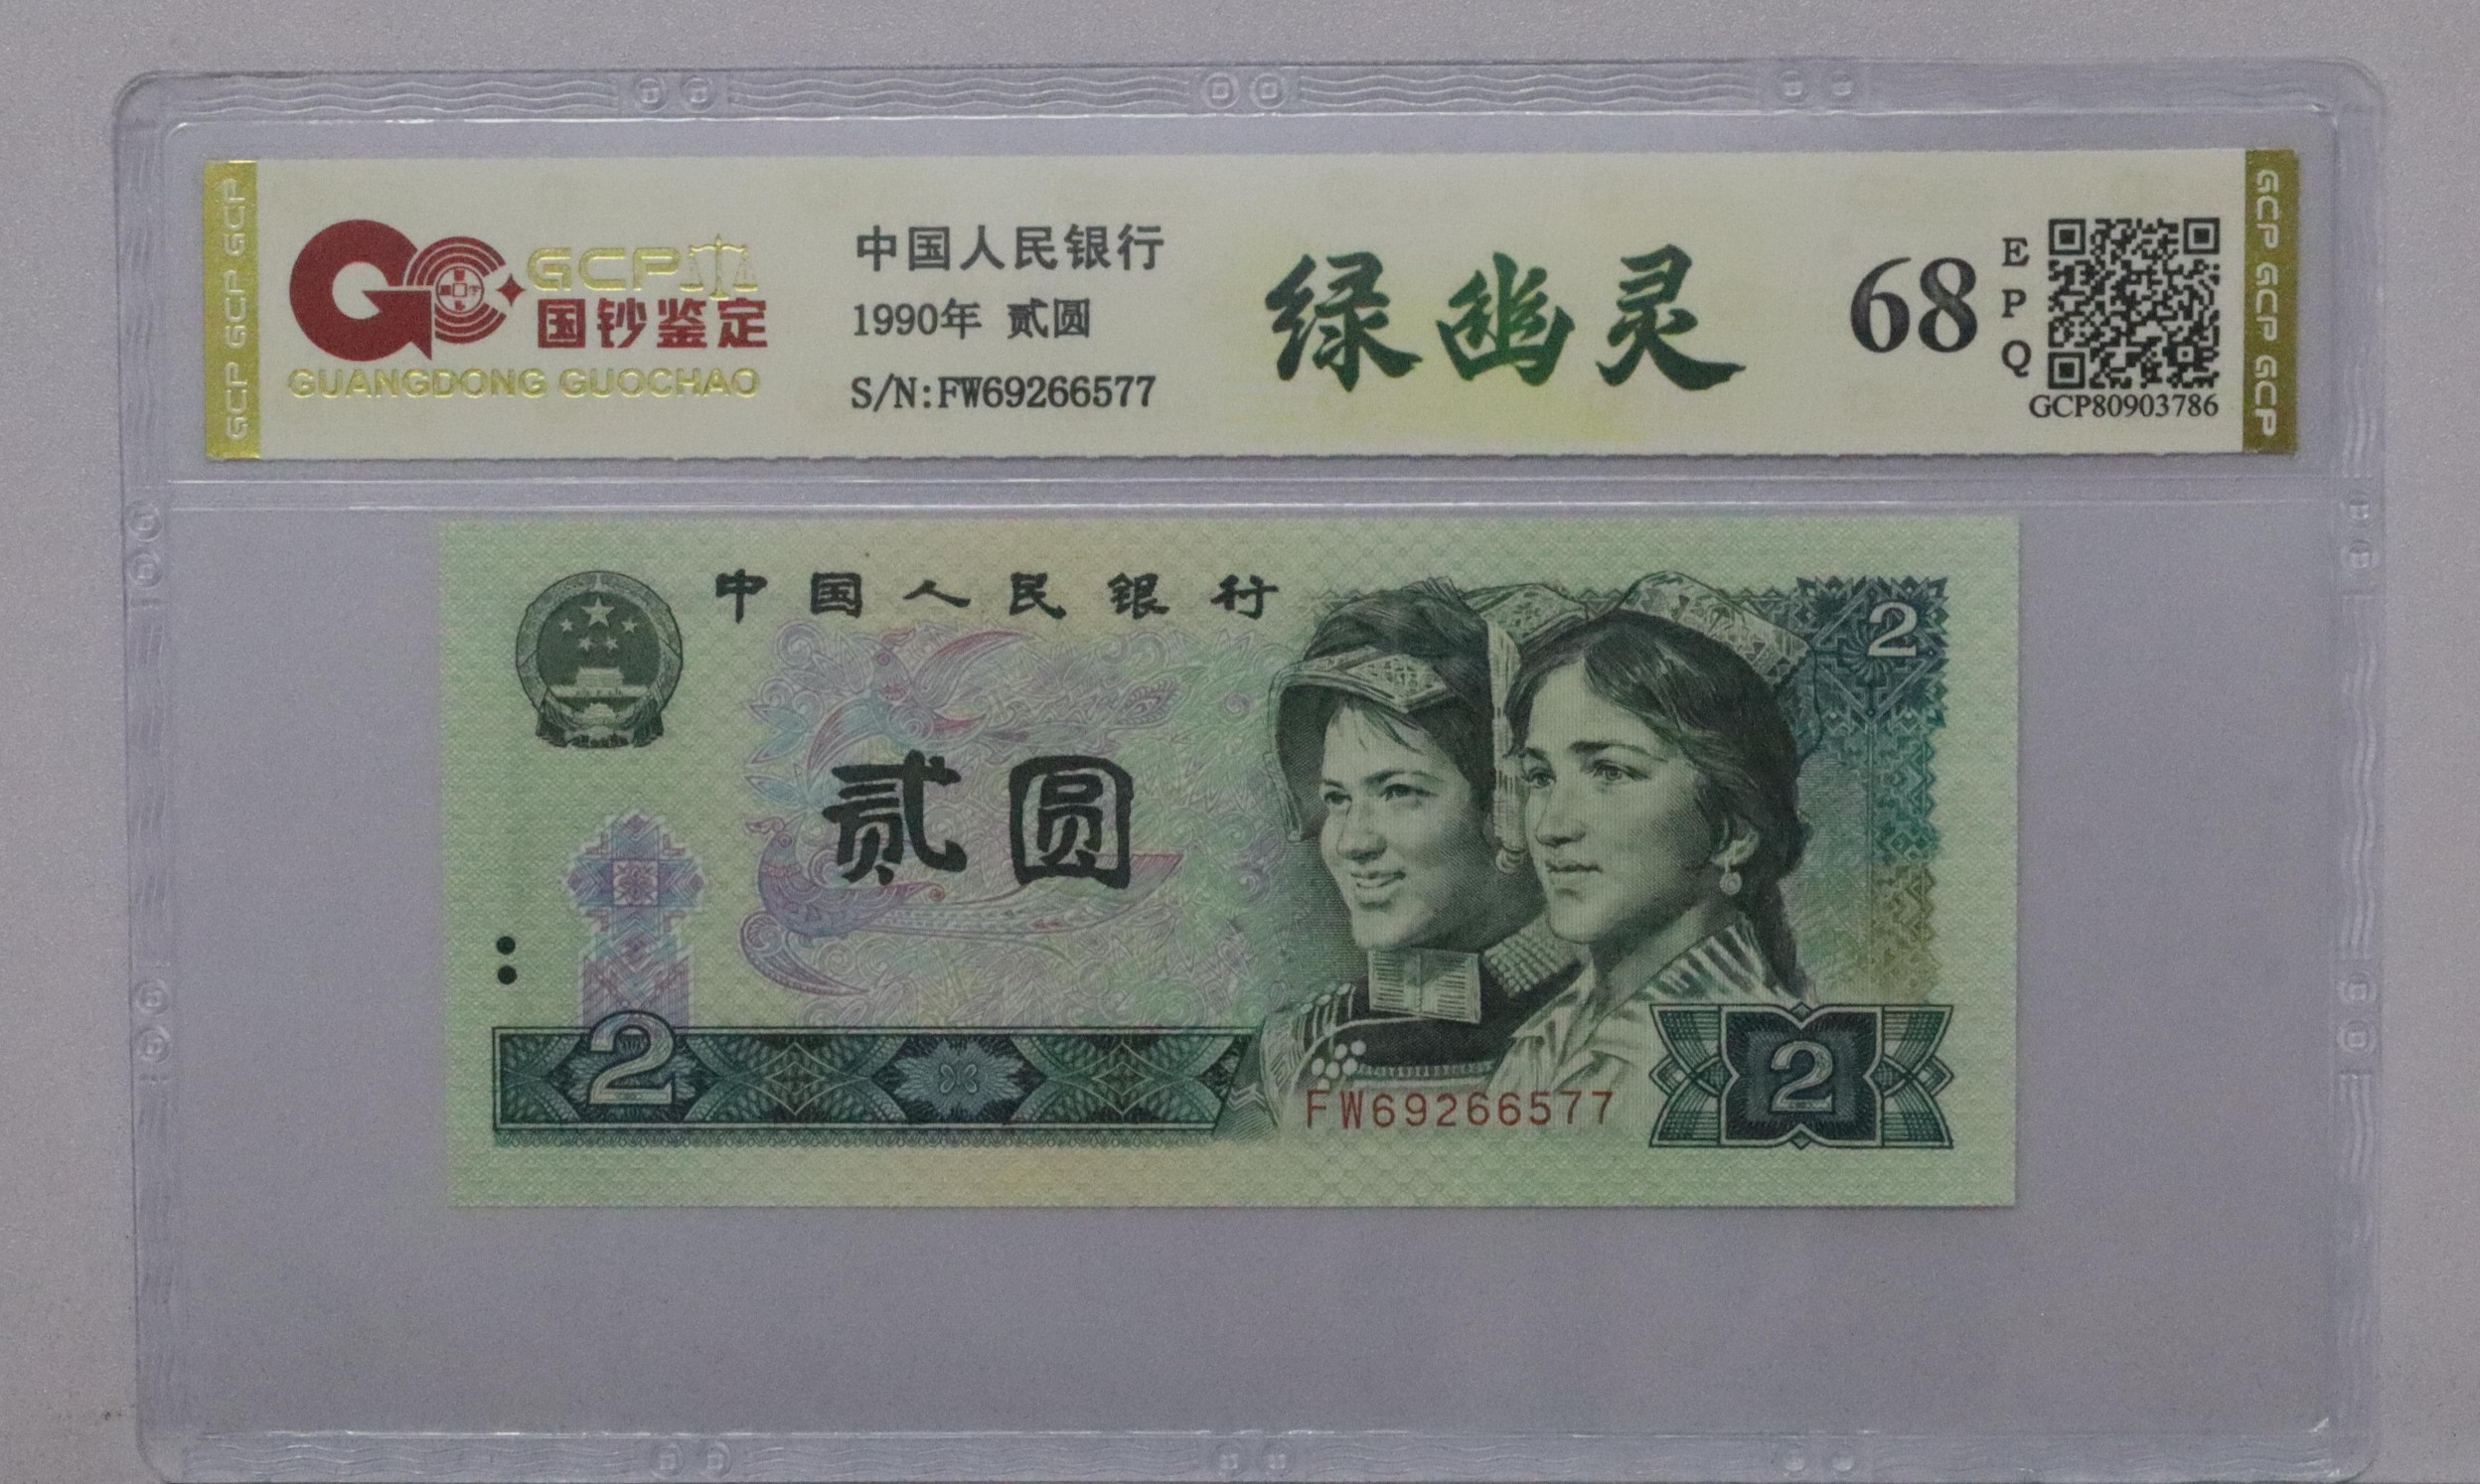 GCP GCP GCP
GCP
国钞鉴定
GUANGDONG GUOCHAO
中国人民银行
1990年 贰圆
S/N:FW69266577
绿幽灵
68
EPQ
GCP80903786
GCP GCP GCP
中国人民银行
2
贰圆
2
FW69266577
2